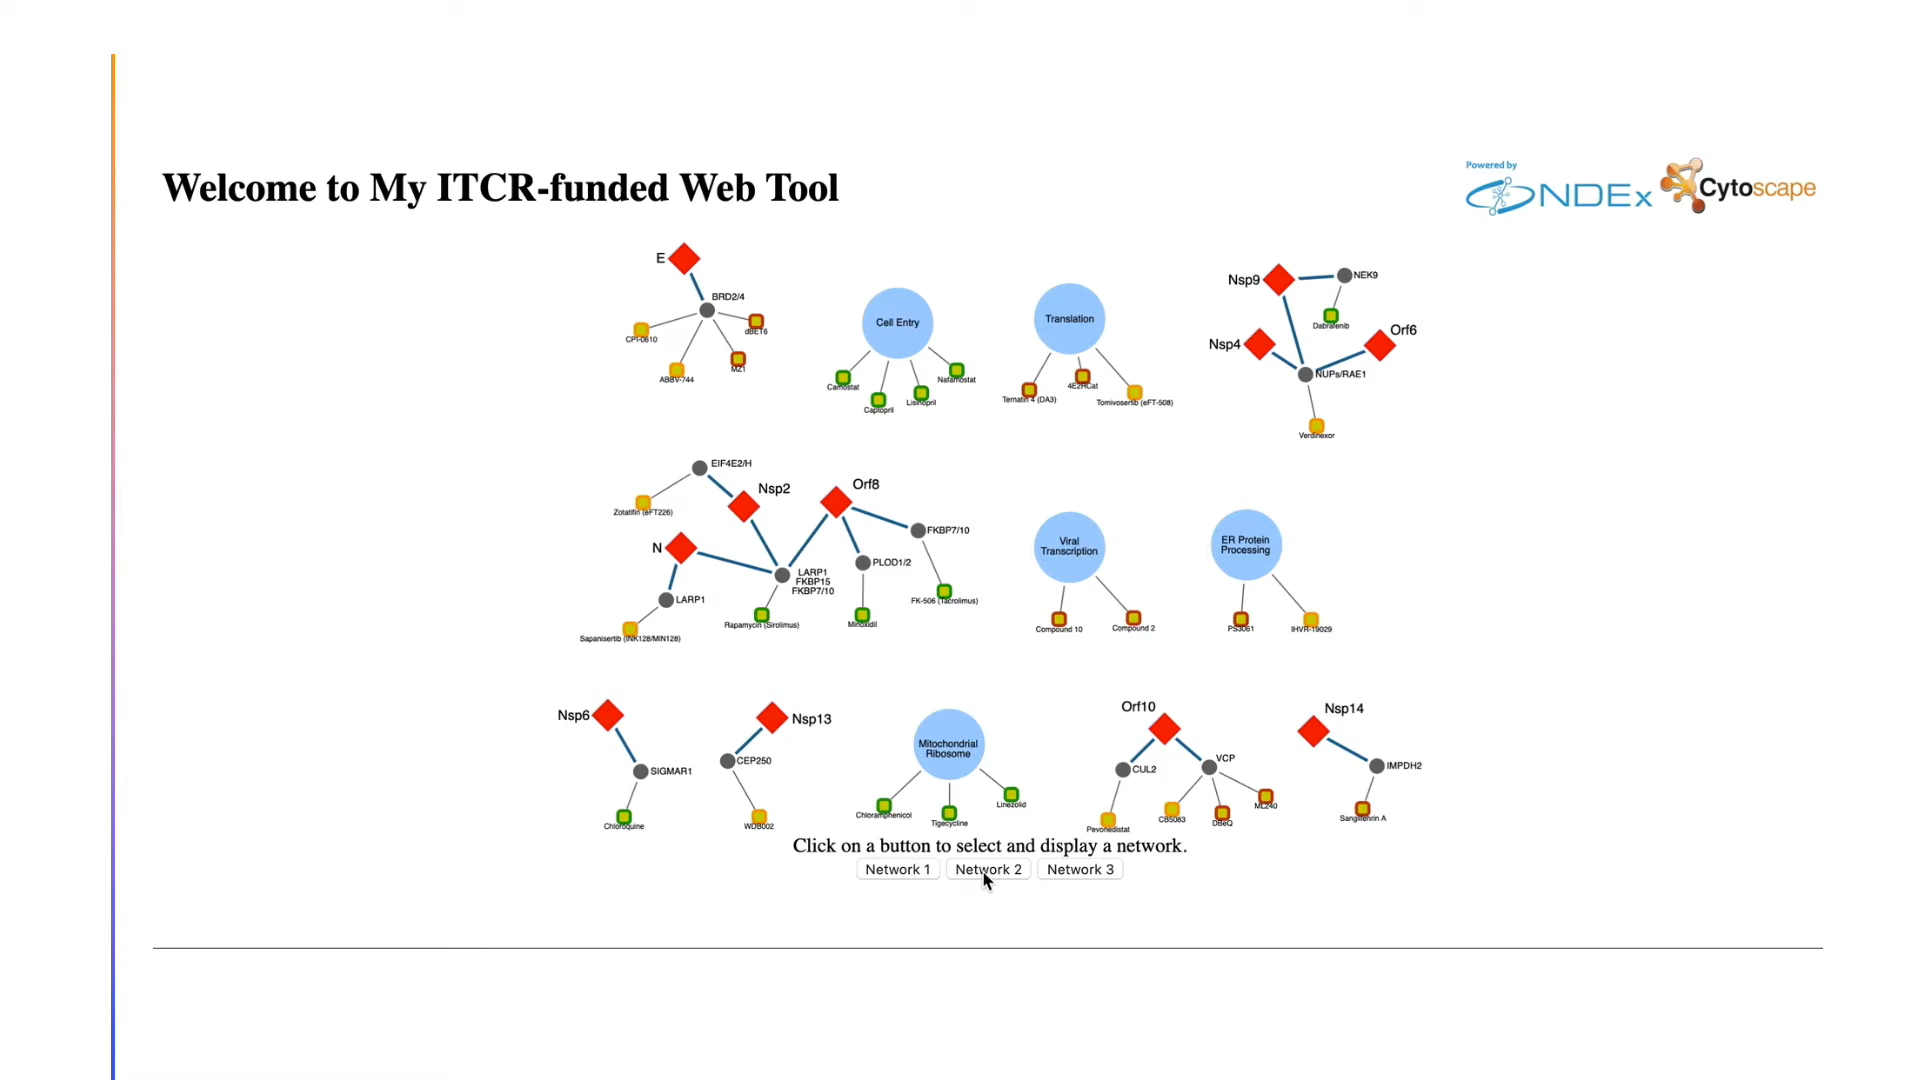 Powered by
NDEx Cytoscape
Welcome to My ITCR-funded Web Tool
E
BRD2/4
CPI-0610
dBET6
ABBV-744
MZ1
Cell Entry
Camostat
Captopril
Lisinopril
Nafamostat
Translation
Ternatin 4 (DA3)
4E2RCat
Tomivosertib (eFT-508)
Nsp9
NEK9
Dabrafenib
Nsp4
Orf6
NUPs/RAE1
Verdinexor
EIF4E2/H
Zotatifin (eFT226)
Nsp2
Orf8
N
LARP1
FKBP15
FKBP7/10
LARP1
Sapanisertib (INK128/MIN128)
Rapamycin (Sirolimus)
PLOD1/2
Minoxidil
FKBP7/10
FK-506 (Tacrolimus)
Viral
Transcription
Compound 10
Compound 2
ER Protein
Processing
PS3061
IHVR-19029
Nsp6
SIGMAR1
Chloroquine
Nsp13
CEP250
WDB002
Mitochondrial
Ribosome
Chloramphenicol
Tigecycline
Linezolid
Orf10
CUL2
Pevonedistat
VCP
CB5083
DBeQ
ML240
Nsp14
IMPDH2
Sanglifehrin A
Click on a button to select and display a network.
Network 1 Network 2 Network 3